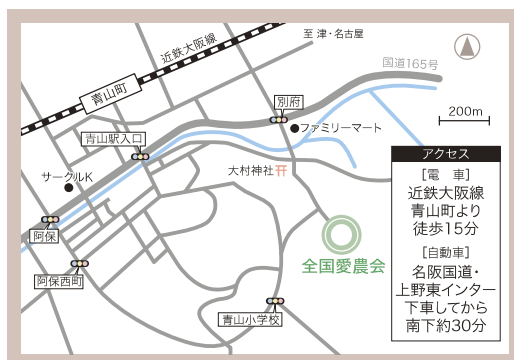 至 津・名古屋
近鉄大阪線
国道165号
青山町
別府
200m
ファミリーマート
青山駅入口
アクセス
大村神社
[電　車]
サークルK
近鉄大阪線
青山町より
徒歩15分
阿保
[自動車]
全国愛農会
名阪国道・
阿保西町
上野東インター
下車してから
青山小学校
南下約30分